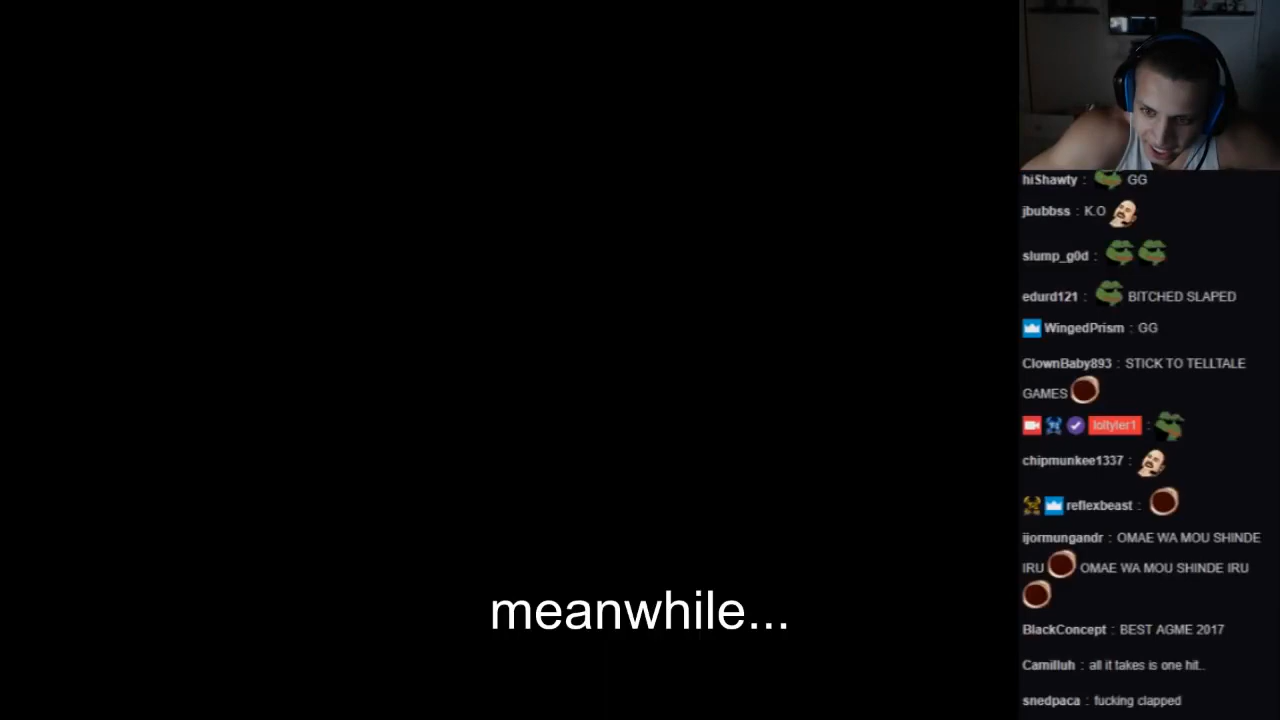 hiShawty : GG
jbubbss : K.O
slump_g0d :
edurd121 : BITCHED SLAPED
WingedPrism : GG
ClownBaby893 : STICK TO TELLTALE
GAMES
loltyler1 :
chipmunkee1337 :
reflexbeast :
ijormungandr : OMAE WA MOU SHINDE
IRU OMAE WA MOU SHINDE IRU
BlackConcept : BEST AGME 2017
Camilluh : all it takes is one hit..
snedpaca : fucking clapped
meanwhile...